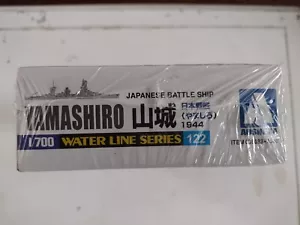 JAPANESE BATTLE SHIP
YAMASHIRO 山城 日本戦艦
(やましろ)
1944
1/700 WATER LINE SERIES 122